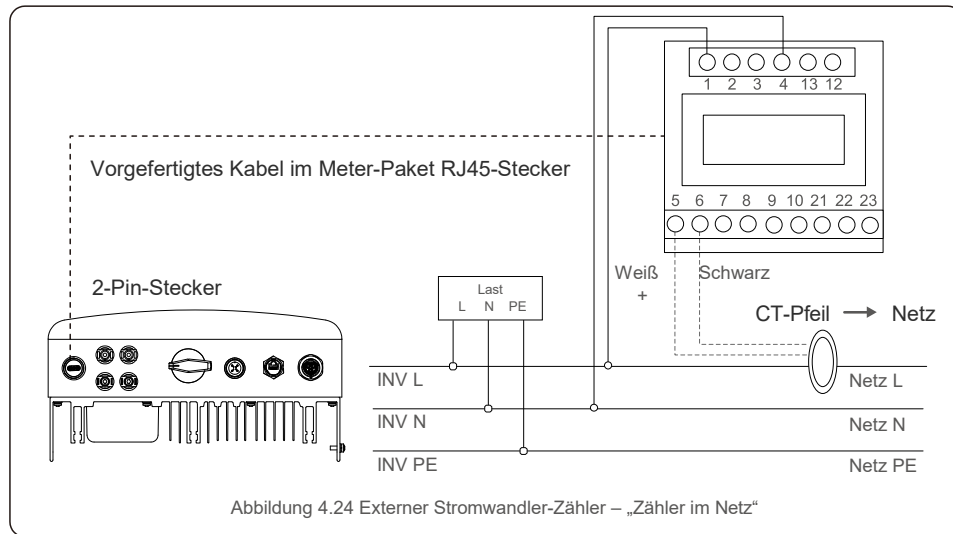 1 2 3 4 13 12
Vorgefertigtes Kabel im Meter-Paket RJ45-Stecker
5 6 7 8 9 10 21 22 23
Weiß
+
Schwarz
2-Pin-Stecker
Last
L N PE
CT-Pfeil → Netz
INV L
Netz L
INV N
Netz N
INV PE
Netz PE
Abbildung 4.24 Externer Stromwandler-Zähler – „Zähler im Netz“